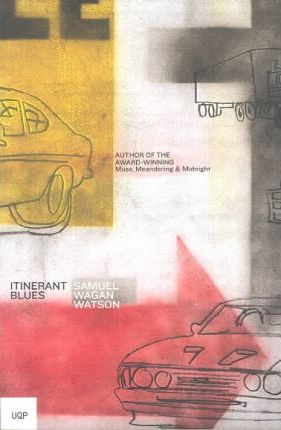 AUTHOR OF THE
AWARD-WINNING
Muse, Meandering & Midnight
ITINERANT
BLUES
SAMUEL
WAGAN
WATSON
UQP